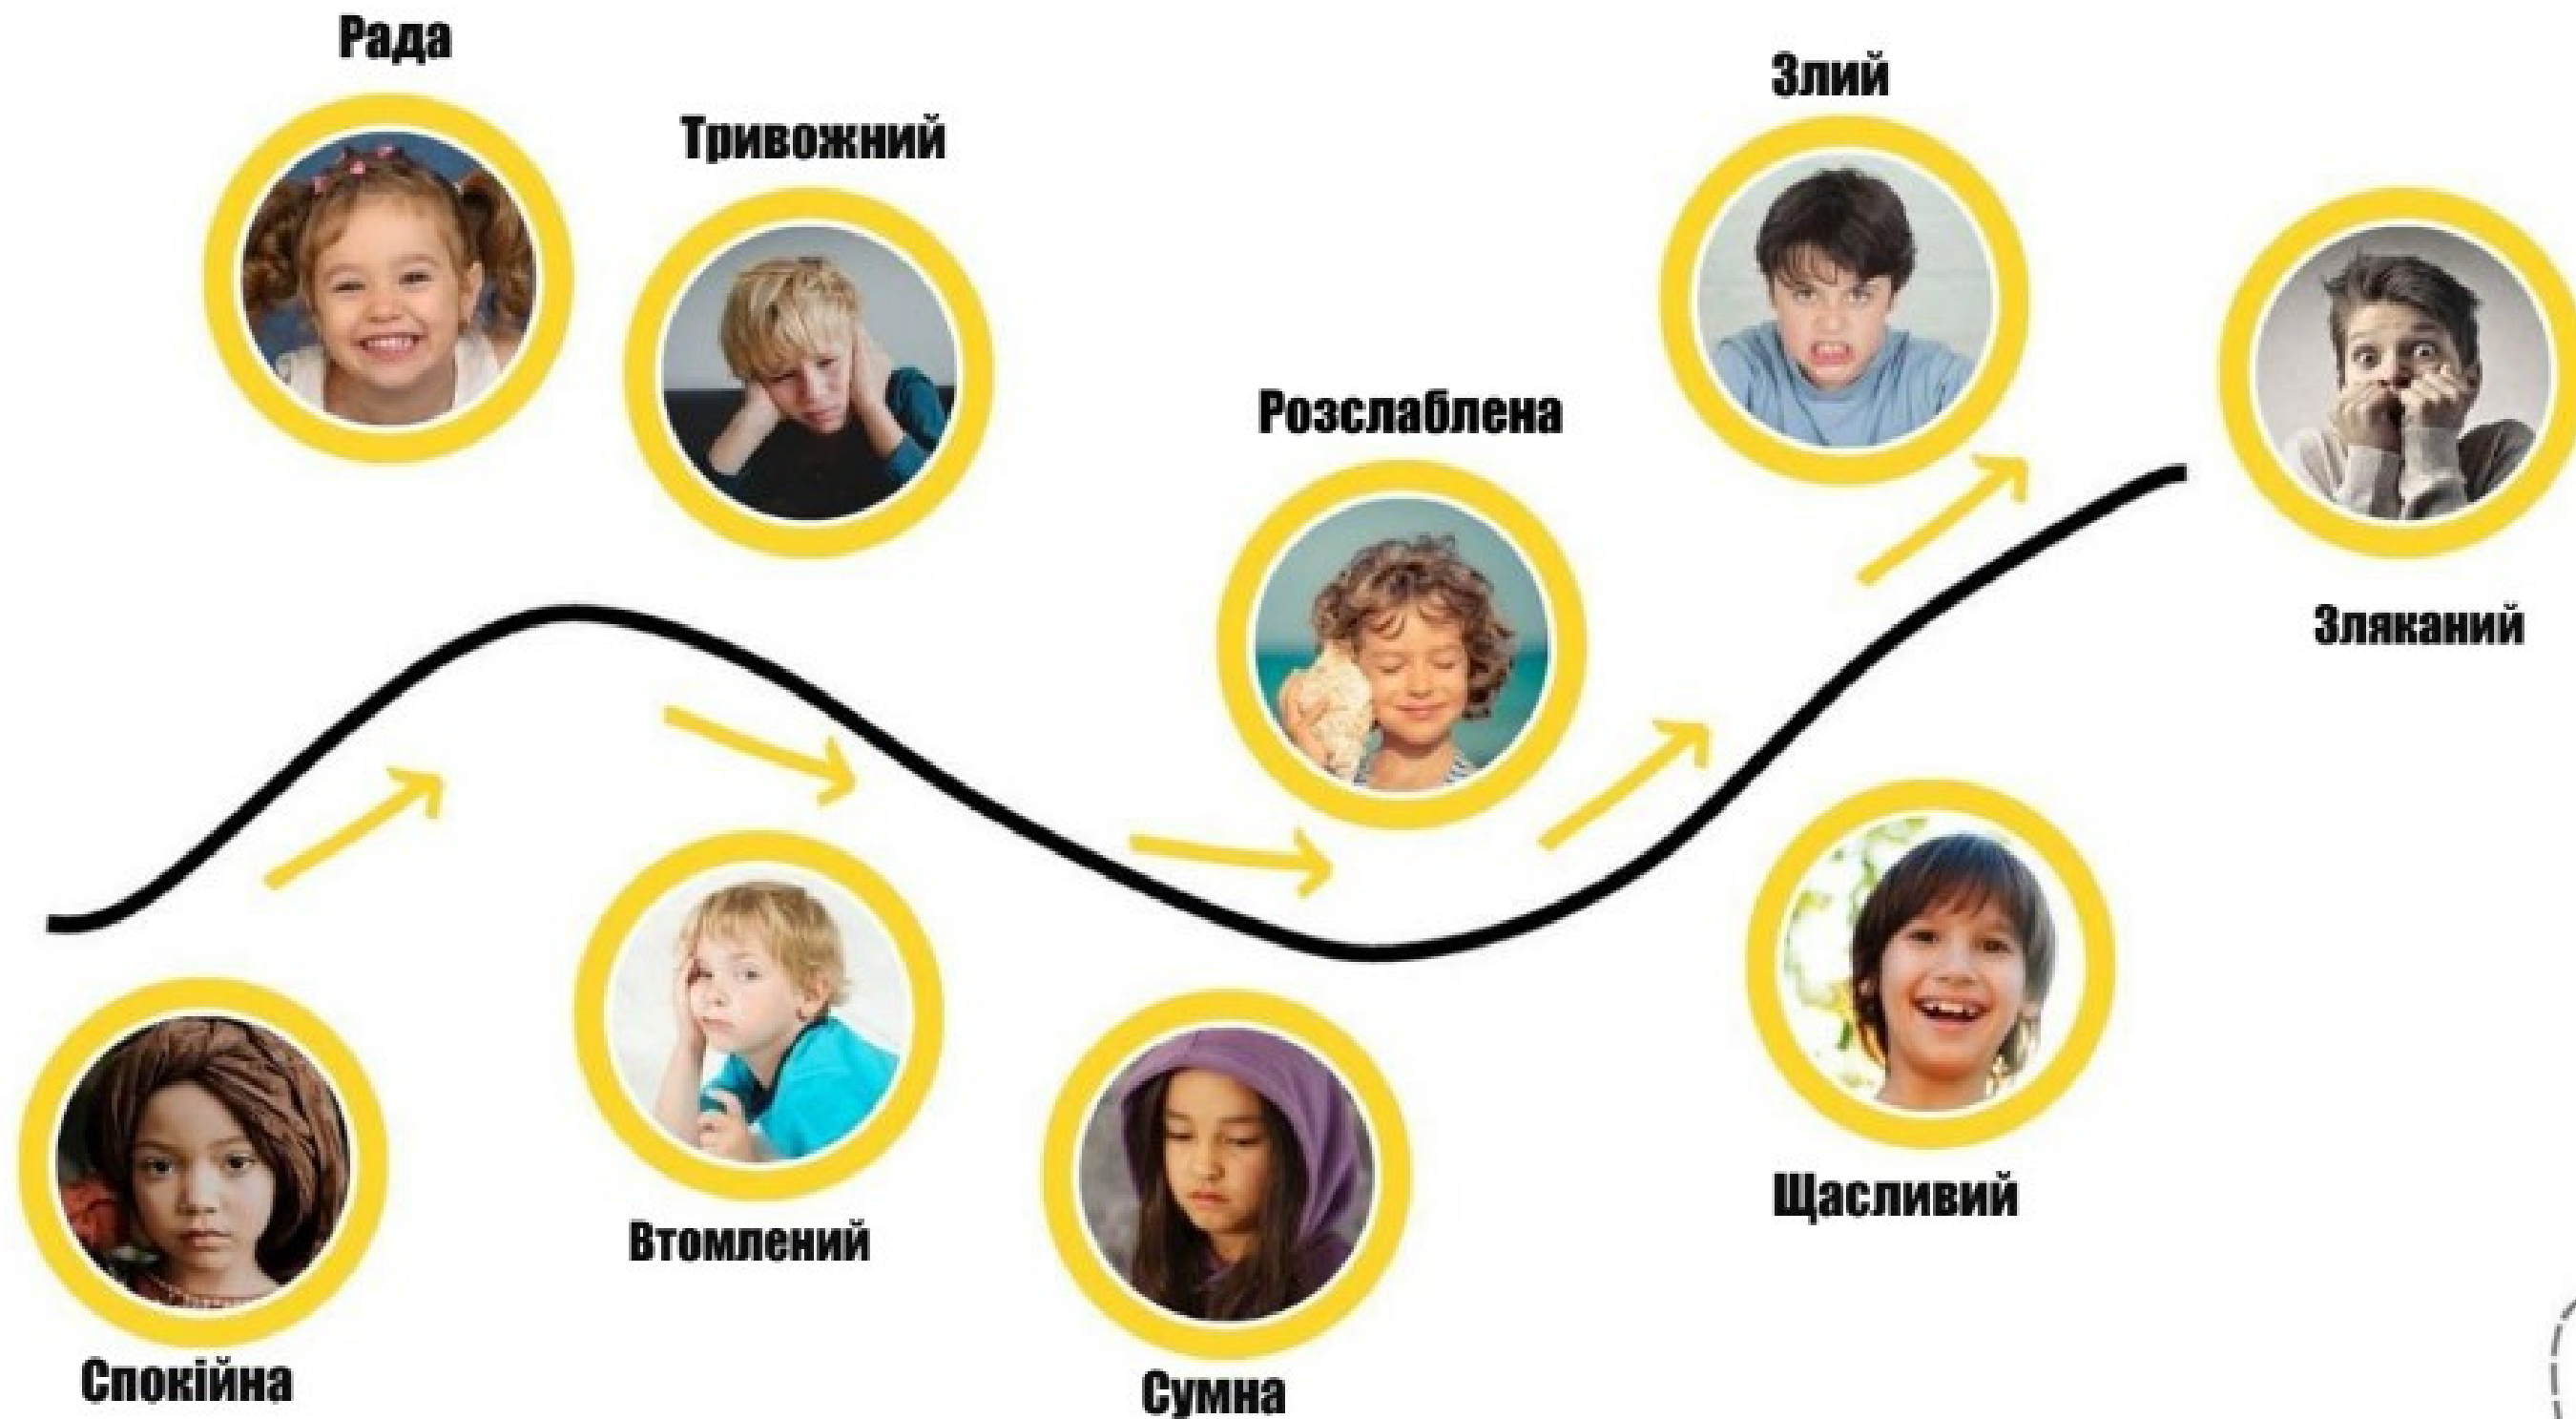 Рада
Злий
Тривожний
Розслаблена
Зляканий
Щасливий
Втомлений
Спокійна
Сумна